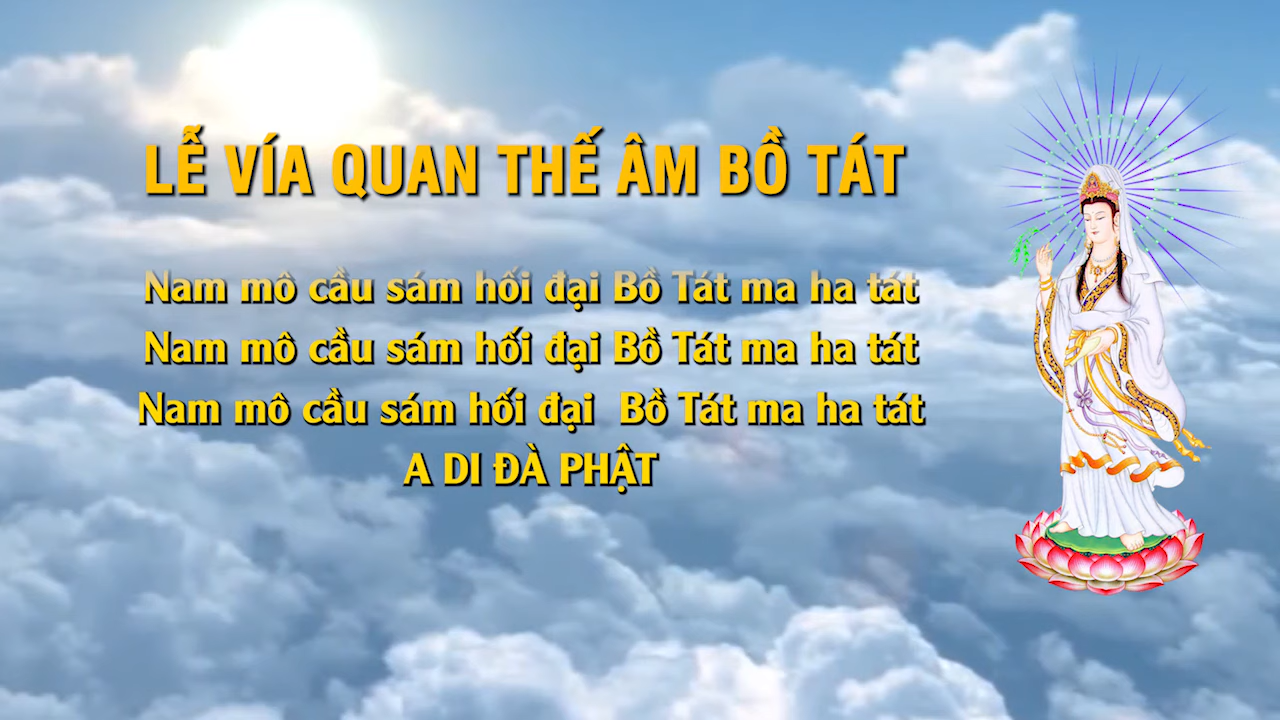 LỄ VÍA QUAN THẾ ÂM BỒ TÁT
Nam mô cầu sám hối đại Bồ Tát ma ha tát
Nam mô cầu sám hối đại Bồ Tát ma ha tát
Nam mô cầu sám hối đại Bồ Tát ma ha tát
A DI ĐÀ PHẬT